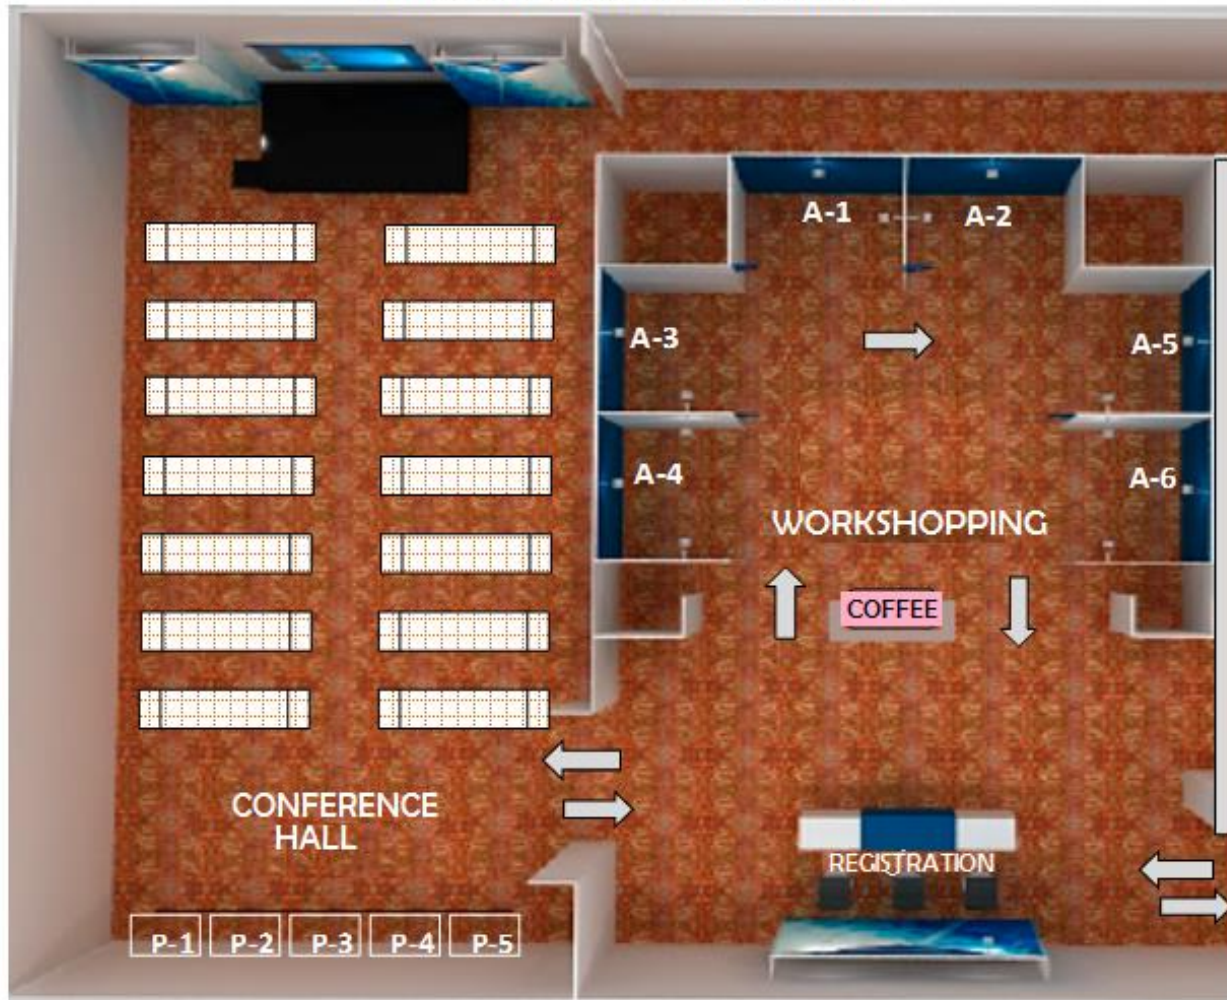 A-1
A-2
A-3
A-5
A-4
A-6
WORKSHOPPING
COFFEE
CONFERENCE
HALL
REGISTRATION
P-1
P-2
P-3
P-4
P-5